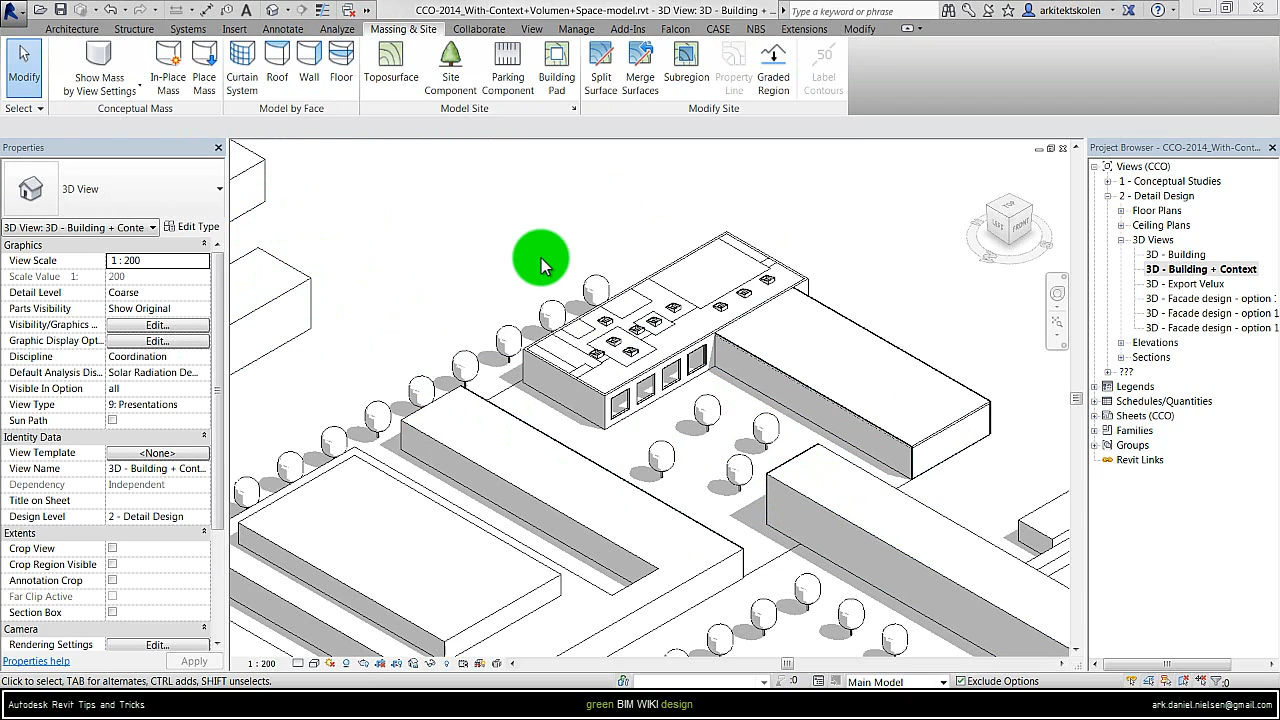 CCO-2014_With-Context+Volumen+Space-model.rvt - 3D View: 3D - Building + ...
Type a keyword or phrase
arkitektskolen
Architecture Structure Systems Insert Annotate Analyze Massing & Site Collaborate View Manage Add-Ins Falcon CASE NBS Extensions Modify
Modify
Show Mass by View Settings
In-Place Mass
Place Mass
Curtain System
Roof
Wall
Floor
Toposurface
Site Component
Parking Component
Building Pad
Split Surface
Merge Surfaces
Subregion
Property Line
Graded Region
50
Label Contours
Select
Conceptual Mass
Model by Face
Model Site
Modify Site
Properties
3D View
3D View: 3D - Building + Conte
Edit Type
Graphics
View Scale 1 : 200
Scale Value 1: 200
Detail Level Coarse
Parts Visibility Show Original
Visibility/Graphics ... Edit...
Graphic Display Opt... Edit...
Discipline Coordination
Default Analysis Dis... Solar Radiation De...
Visible In Option all
View Type 9: Presentations
Sun Path
Identity Data
View Template <None>
View Name 3D - Building + Cont...
Dependency Independent
Title on Sheet
Design Level 2 - Detail Design
Extents
Crop View
Crop Region Visible
Annotation Crop
Far Clip Active
Section Box
Camera
Rendering Settings Edit...
Properties help
Apply
TOP
LEFT
FRONT
Project Browser - CCO-2014_With-Cont...
Views (CCO)
1 - Conceptual Studies
2 - Detail Design
Floor Plans
Ceiling Plans
3D Views
3D - Building
3D - Building + Context
3D - Export Velux
3D - Facade design - option 1
3D - Facade design - option 1
3D - Facade design - option 1
Elevations
Sections
???
Legends
Schedules/Quantities
Sheets (CCO)
Families
Groups
Revit Links
1 : 200
Click to select, TAB for alternates, CTRL adds, SHIFT unselects.
:0
Main Model
Exclude Options
:0
Autodesk Revit Tips and Tricks
green BIM WIKI design
ark.daniel.nielsen@gmail.com